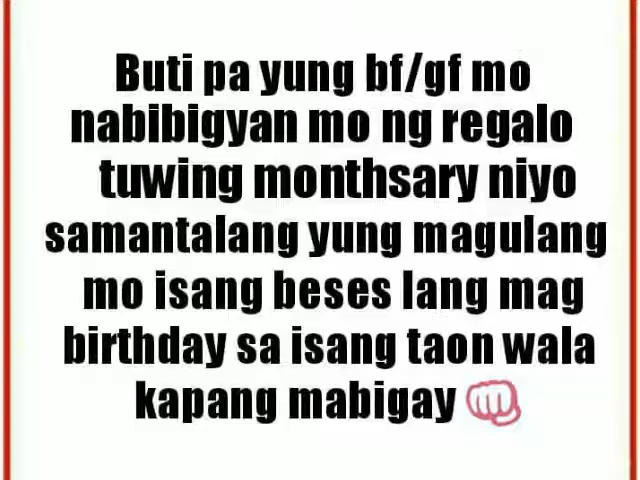 Buti pa yung bf/gf mo
nabibigyan mo ng regalo
tuwing monthsary niyo
samantalang yung magulang
mo isang beses lang mag
birthday sa isang taon wala
kapang mabigay 👊